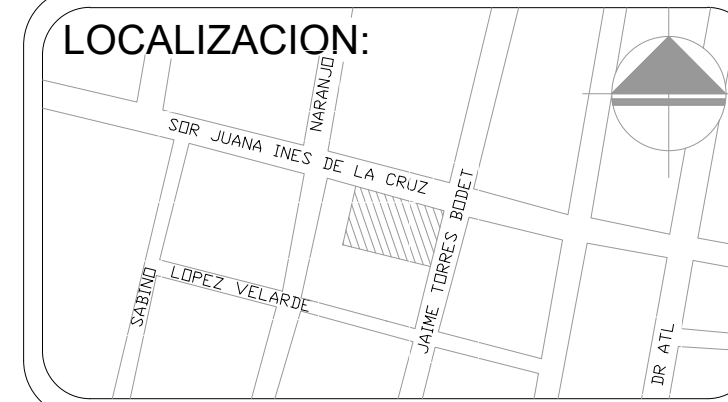 LOCALIZACION:
NARANJO
SOR JUANA INES DE LA CRUZ
JAIME TORRES BODET
SABINO
LOPEZ VELARDE
DR ATL